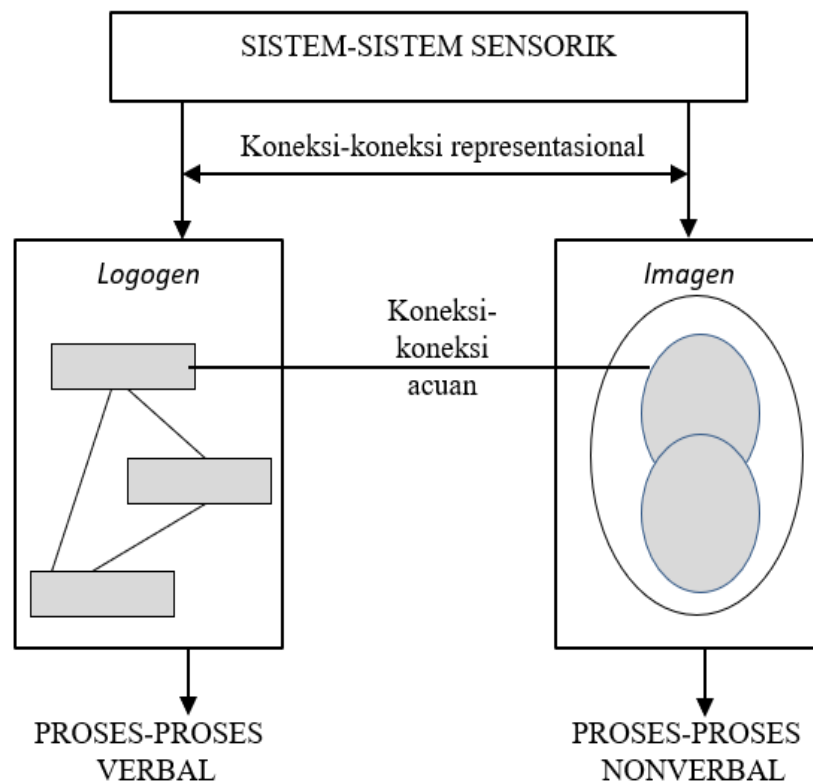 SISTEM-SISTEM SENSORIK
Koneksi-koneksi representasional
Logogen
Imagen
Koneksi-
koneksi
acuan
PROSES-PROSES
VERBAL
PROSES-PROSES
NONVERBAL